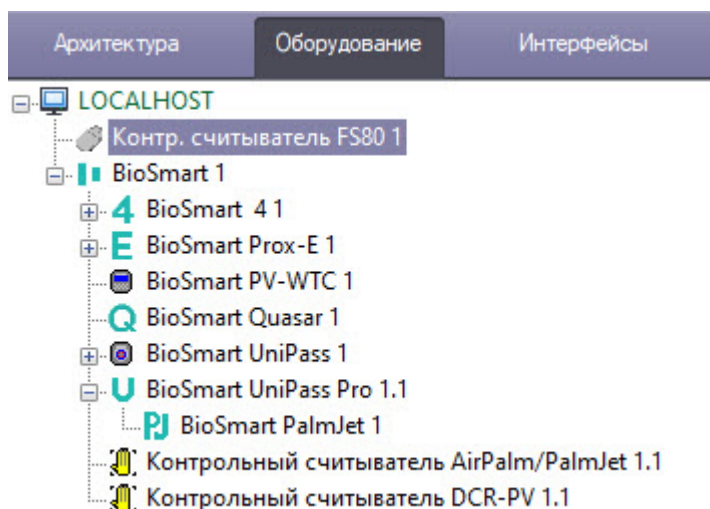 Архитектура Оборудование Интерфейсы
LOCALHOST
Контр. считыватель FS80 1
BioSmart 1
4 BioSmart 4 1
E BioSmart Prox-E 1
BioSmart PV-WTC 1
Q BioSmart Quasar 1
BioSmart UniPass 1
U BioSmart UniPass Pro 1.1
PJ BioSmart PalmJet 1
Контрольный считыватель AirPalm/PalmJet 1.1
Контрольный считыватель DCR-PV 1.1